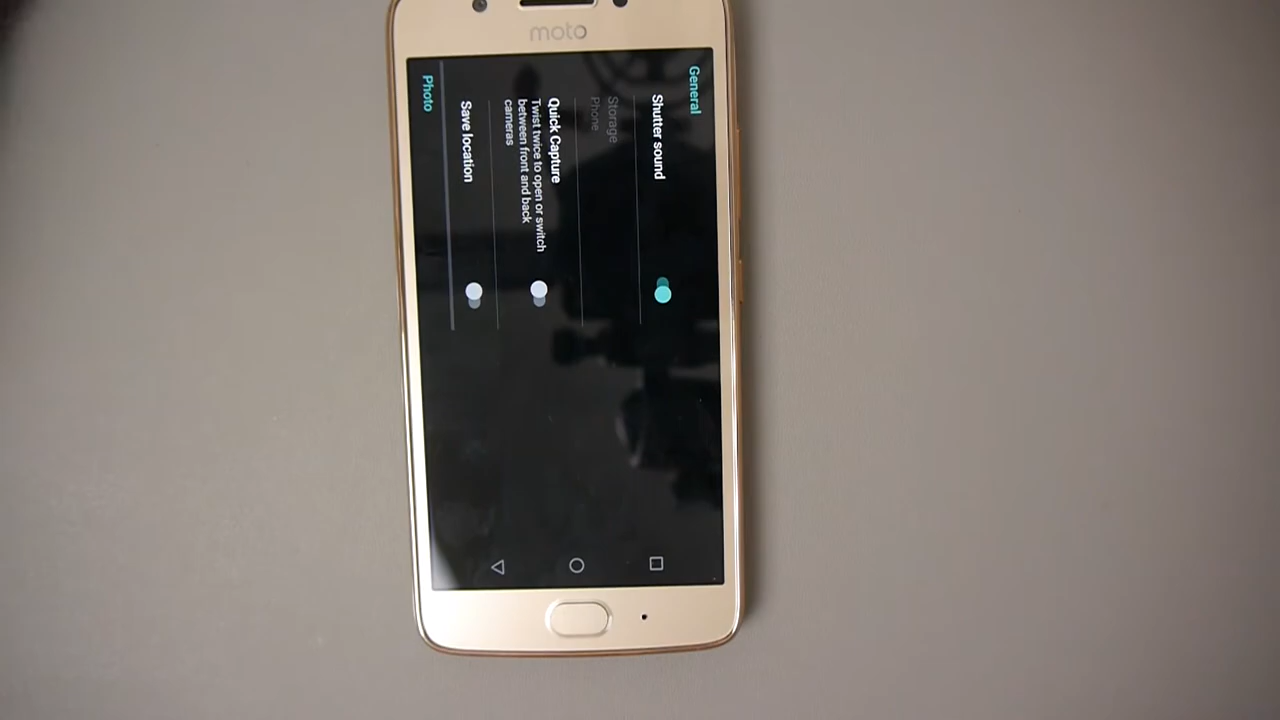 moto
General
Shutter sound
Storage
Phone
Quick Capture
Twist twice to open or switch
between front and back
cameras
Save location
Photo